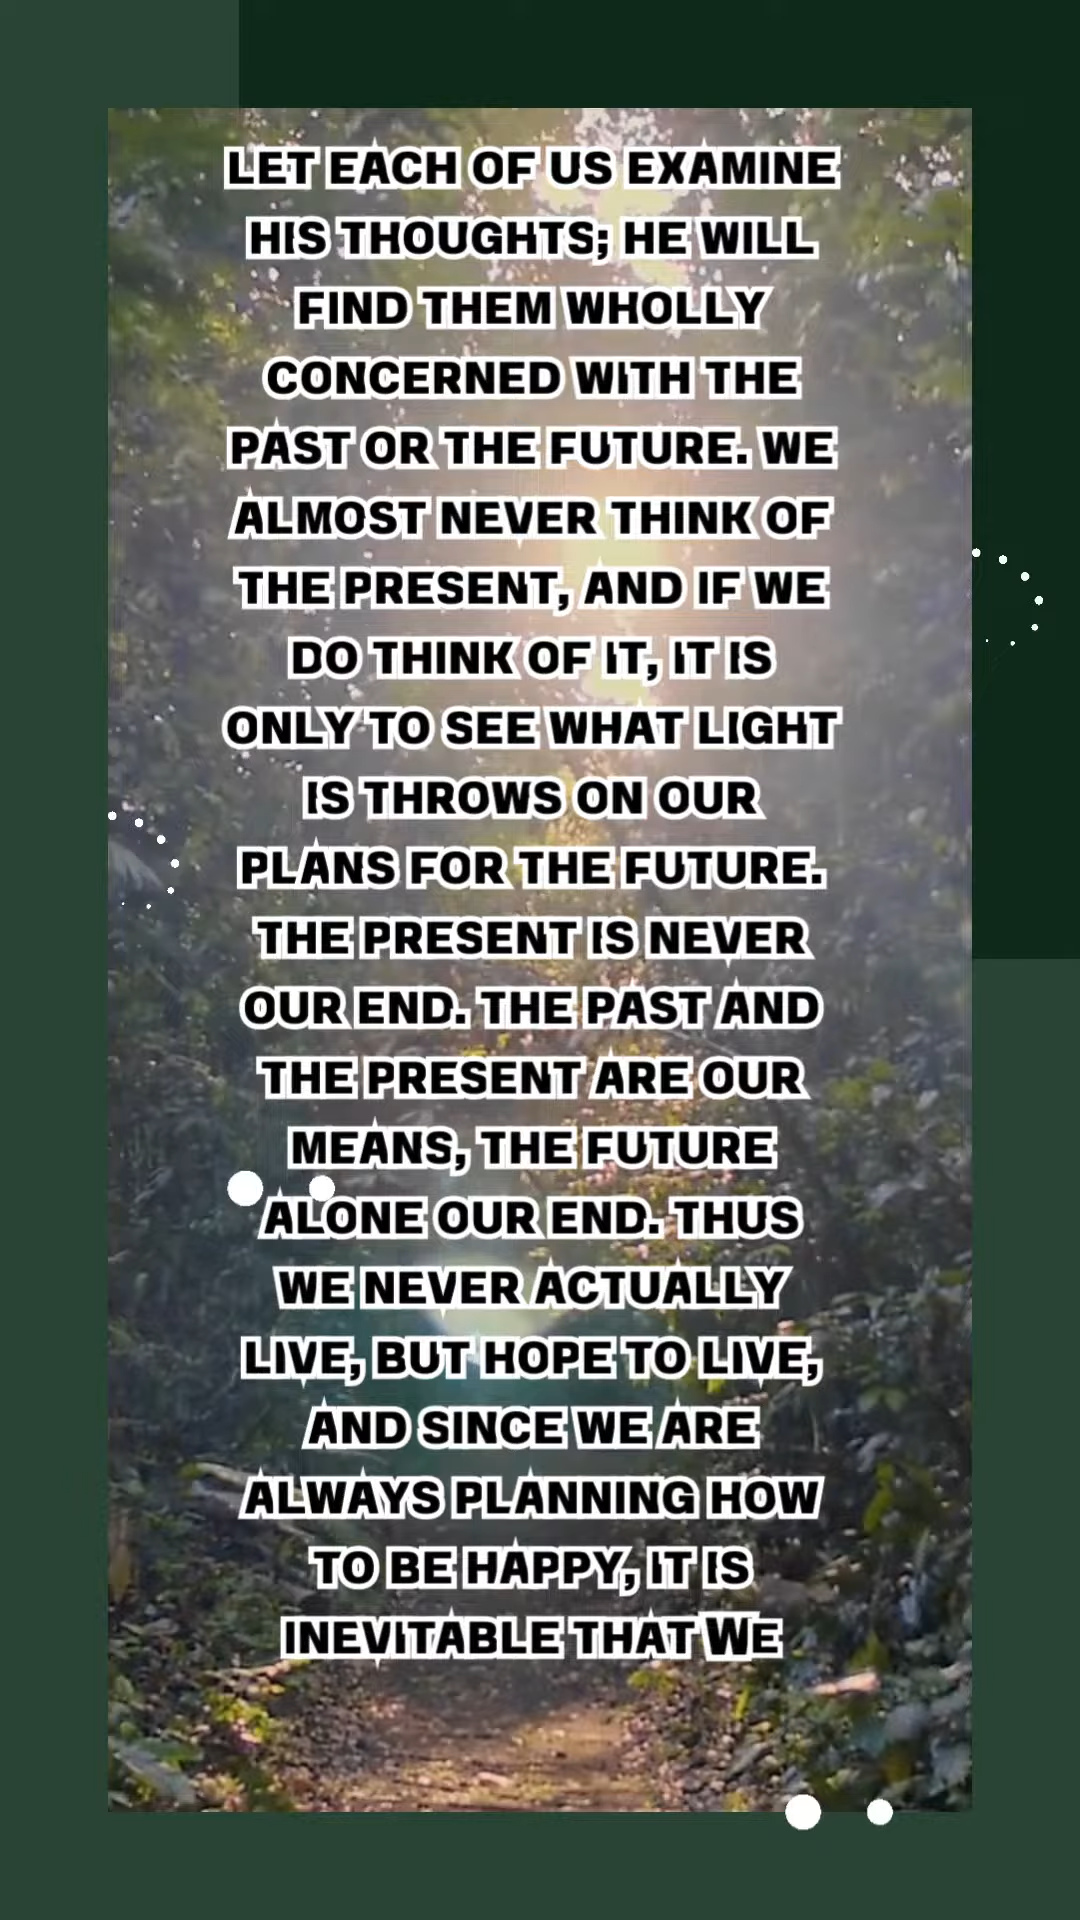 LET EACH OF US EXAMINE
HIS THOUGHTS; HE WILL
FIND THEM WHOLLY
CONCERNED WITH THE
PAST OR THE FUTURE. WE
ALMOST NEVER THINK OF
THE PRESENT, AND IF WE
DO THINK OF IT, IT IS
ONLY TO SEE WHAT LIGHT
IS THROWS ON OUR
PLANS FOR THE FUTURE.
THE PRESENT IS NEVER
OUR END. THE PAST AND
THE PRESENT ARE OUR
MEANS, THE FUTURE
ALONE OUR END. THUS
WE NEVER ACTUALLY
LIVE, BUT HOPE TO LIVE,
AND SINCE WE ARE
ALWAYS PLANNING HOW
TO BE HAPPY, IT IS
INEVITABLE THAT WE